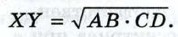 XY = √AB · CD.